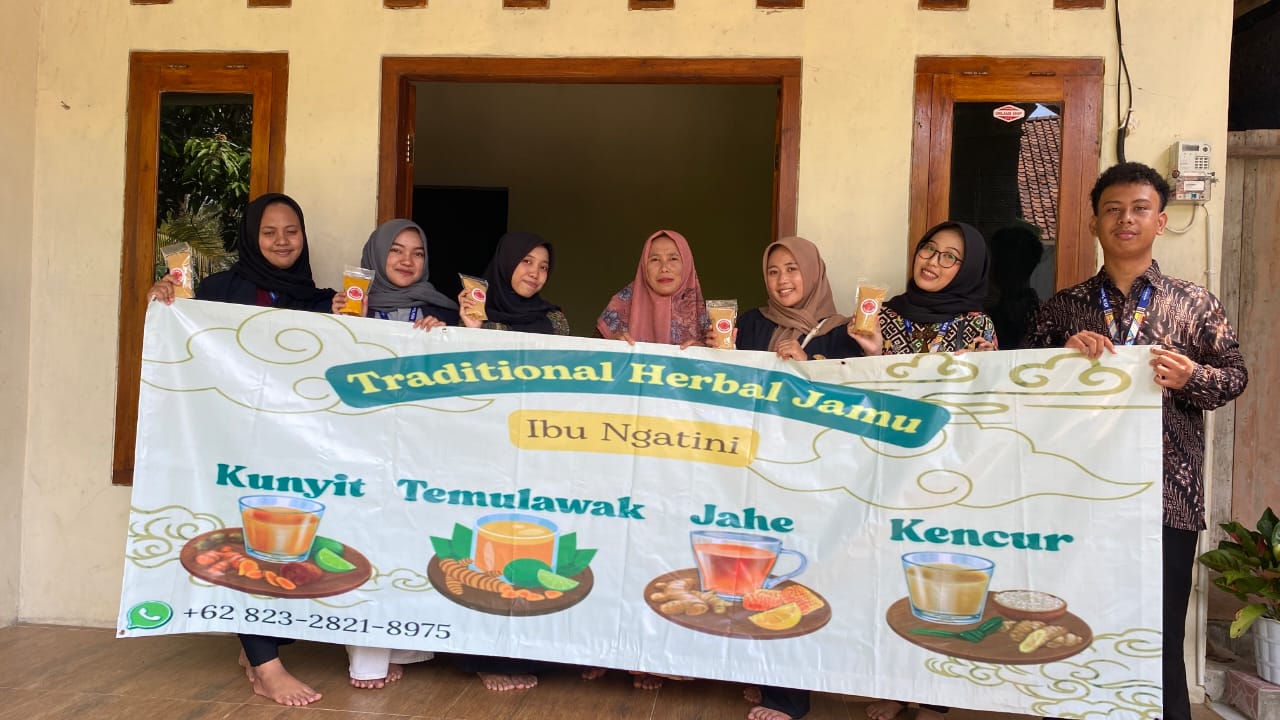 Traditional Herbal Jamu
Ibu Ngatini
Kunyit
Temulawak
Jahe
Kencur
+62 823-2821-8975